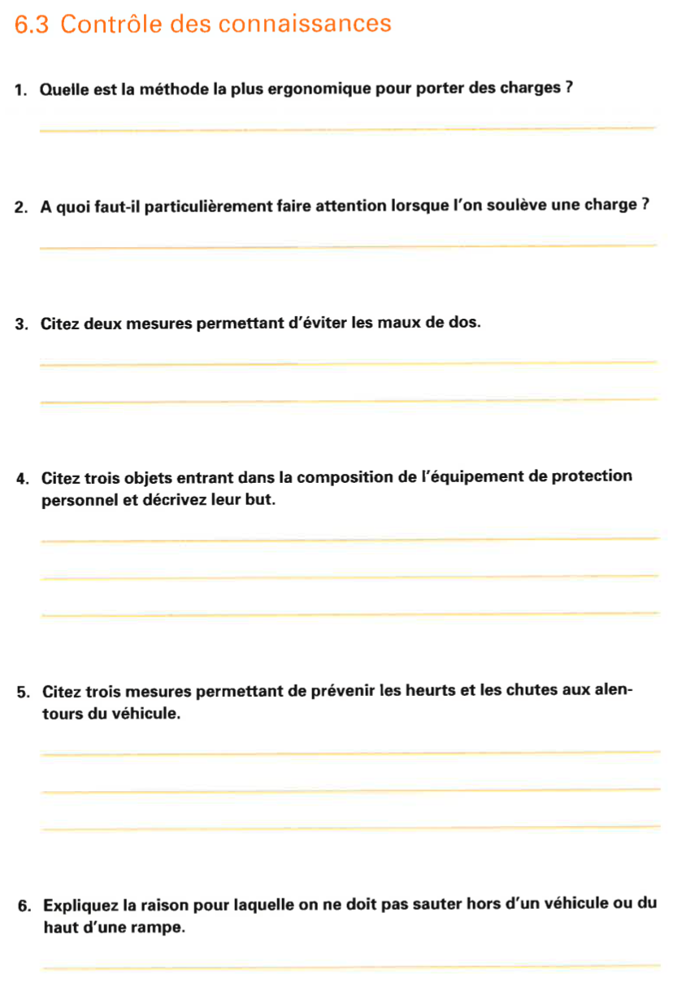 6.3 Contrôle des connaissances
1. Quelle est la méthode la plus ergonomique pour porter des charges ?
2. A quoi faut-il particulièrement faire attention lorsque l'on soulève une charge ?
3. Citez deux mesures permettant d'éviter les maux de dos.
4. Citez trois objets entrant dans la composition de l'équipement de protection
personnel et décrivez leur but.
5. Citez trois mesures permettant de prévenir les heurts et les chutes aux alen-
tours du véhicule.
6. Expliquez la raison pour laquelle on ne doit pas sauter hors d'un véhicule ou du
haut d'une rampe.